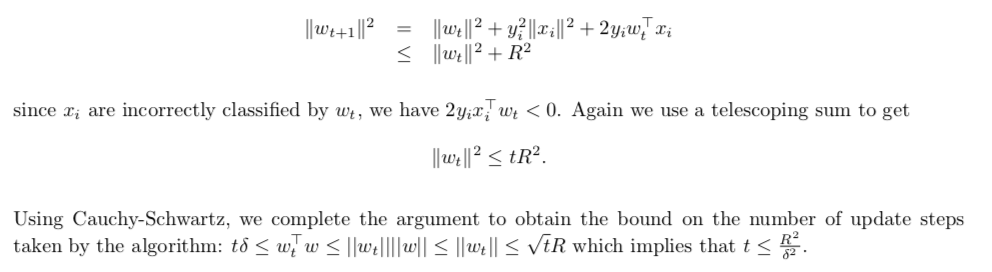 ‖w_{t+1}‖² = ‖w_t‖² + y_i²‖x_i‖² + 2y_i w_t^⊤ x_i
≤ ‖w_t‖² + R²
since x_i are incorrectly classified by w_t, we have 2y_i x_i^⊤ w_t < 0. Again we use a telescoping sum to get
‖w_t‖² ≤ tR².
Using Cauchy-Schwartz, we complete the argument to obtain the bound on the number of update steps
taken by the algorithm: tδ ≤ w_t^⊤ w ≤ ||w_t||||w|| ≤ ||w_t|| ≤ √tR which implies that t ≤ R²/δ².